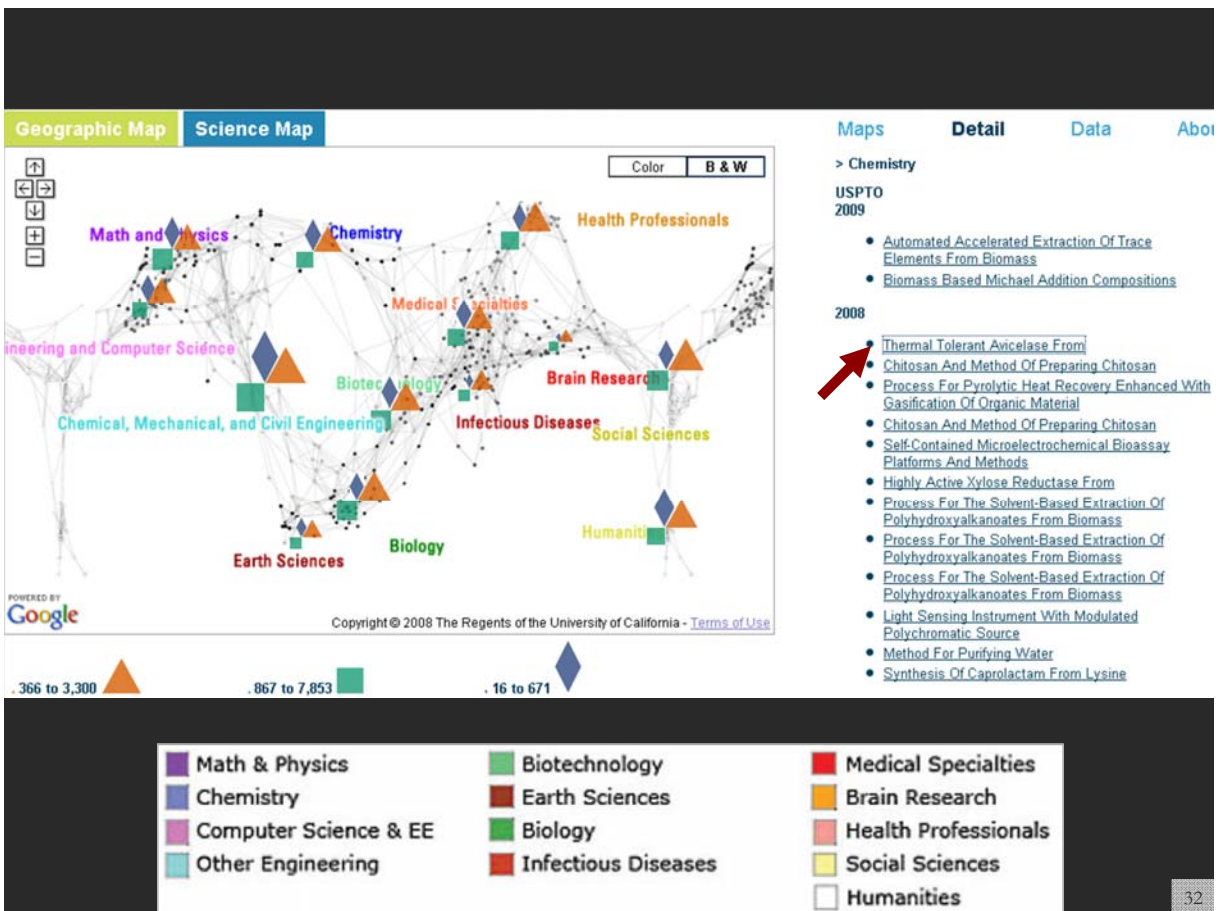 Geographic Map
Science Map
Maps
Detail
Data
Abou
> Chemistry
USPTO
2009
Automated Accelerated Extraction Of Trace
Elements From Biomass
Biomass Based Michael Addition Compositions
2008
Thermal Tolerant Avicelase From
Chitosan And Method Of Preparing Chitosan
Process For Pyrolytic Heat Recovery Enhanced With
Gasification Of Organic Material
Chitosan And Method Of Preparing Chitosan
Self-Contained Microelectrochemical Bioassay
Platforms And Methods
Highly Active Xylose Reductase From
Process For The Solvent-Based Extraction Of
Polyhydroxyalkanoates From Biomass
Process For The Solvent-Based Extraction Of
Polyhydroxyalkanoates From Biomass
Process For The Solvent-Based Extraction Of
Polyhydroxyalkanoates From Biomass
Light Sensing Instrument With Modulated
Polychromatic Source
Method For Purifying Water
Synthesis Of Caprolactam From Lysine
Color
B & W
Math and Physics
Chemistry
Health Professionals
Medical Specialties
ineering and Computer Science
Biotechnology
Brain Research
Chemical, Mechanical, and Civil Engineering
Infectious Diseases
Social Sciences
Humanities
Biology
Earth Sciences
POWERED BY
Google
Copyright © 2008 The Regents of the University of California - Terms of Use
. 366 to 3,300
. 867 to 7,853
. 16 to 671
Math & Physics
Chemistry
Computer Science & EE
Other Engineering
Biotechnology
Earth Sciences
Biology
Infectious Diseases
Medical Specialties
Brain Research
Health Professionals
Social Sciences
Humanities
32